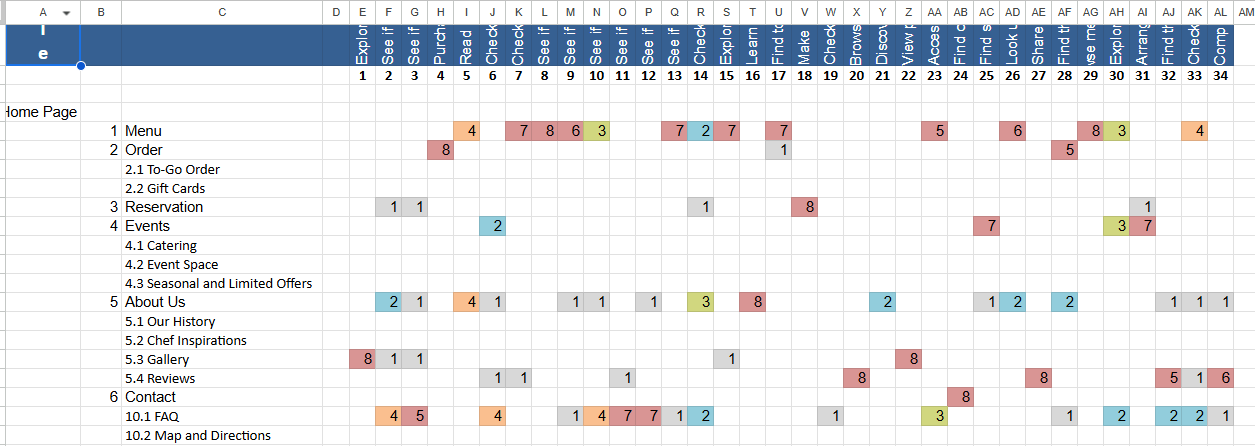 A B C D E F G H I J K L M N O P Q R S T U V W X Y Z AA AB AC AD AE AF AG AH AI AJ AK AL AM
e
Explor
See if
See if
Purcha
Read
Check
Check
See if
See if
See if
See if
See if
See if
Check
Explor
Learn
Find to
Make
Check
Brows
Discov
View p
Acces
Find c
Find s
Look u
Share
Find th
wse me
Explor
Arran
Find th
Check
Comp
1 2 3 4 5 6 7 8 9 10 11 12 13 14 15 16 17 18 19 20 21 22 23 24 25 26 27 28 29 30 31 32 33 34
Home Page
1 Menu 4 7 8 6 3 7 2 7 7 5 6 8 3 4
2 Order 8 1 5
2.1 To-Go Order
2.2 Gift Cards
3 Reservation 1 1 1 8 1
4 Events 2 7 3 7
4.1 Catering
4.2 Event Space
4.3 Seasonal and Limited Offers
5 About Us 2 1 4 1 1 1 1 3 8 2 1 2 2 1 1 1
5.1 Our History
5.2 Chef Inspirations
5.3 Gallery 8 1 1 1 8
5.4 Reviews 1 1 1 8 8 5 1 6
6 Contact 8
10.1 FAQ 4 5 4 1 4 7 7 1 2 1 3 1 2 2 2 1
10.2 Map and Directions